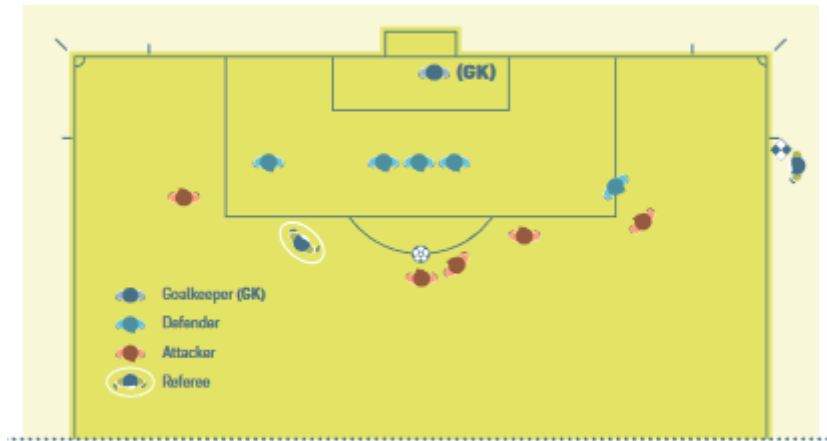 (GK)
Goalkeeper (GK)
Defender
Attacker
Referee